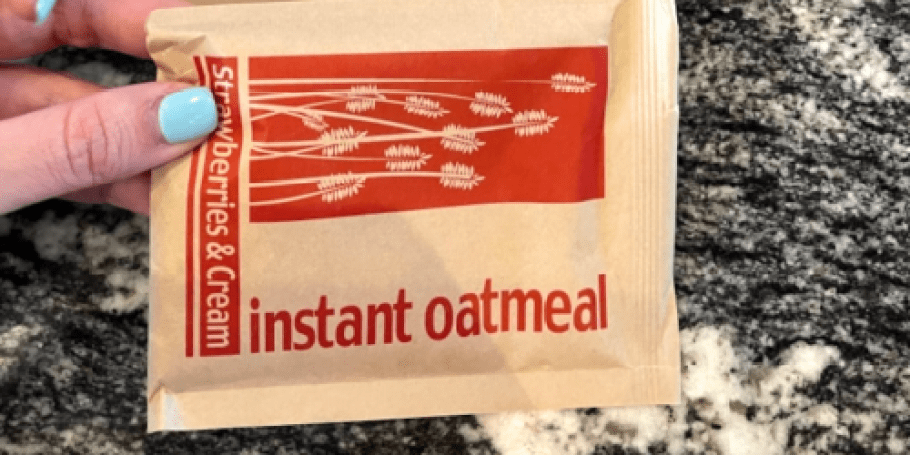 Strawberries & Cream
instant oatmeal